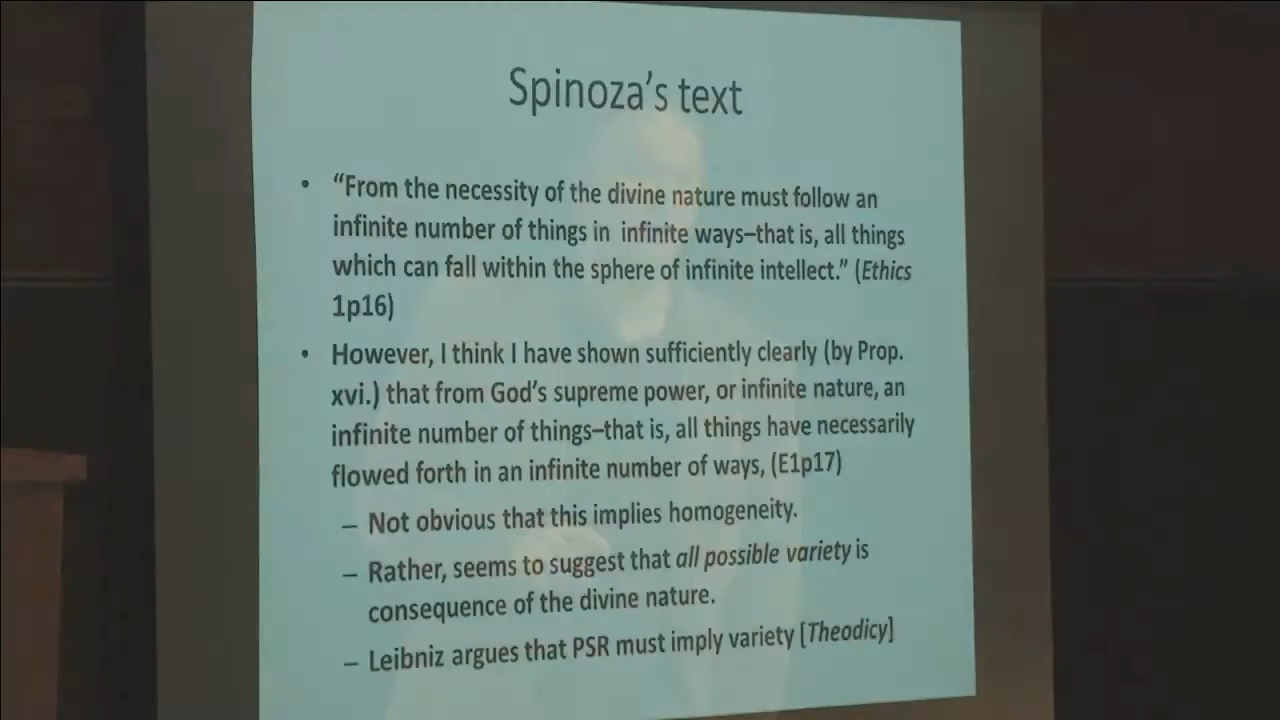 Spinoza's text
• “From the necessity of the divine nature must follow an
infinite number of things in infinite ways–that is, all things
which can fall within the sphere of infinite intellect.” (Ethics
1p16)
• However, I think I have shown sufficiently clearly (by Prop.
xvi.) that from God's supreme power, or infinite nature, an
infinite number of things–that is, all things have necessarily
flowed forth in an infinite number of ways, (E1p17)
– Not obvious that this implies homogeneity.
– Rather, seems to suggest that all possible variety is
consequence of the divine nature.
– Leibniz argues that PSR must imply variety [Theodicy]